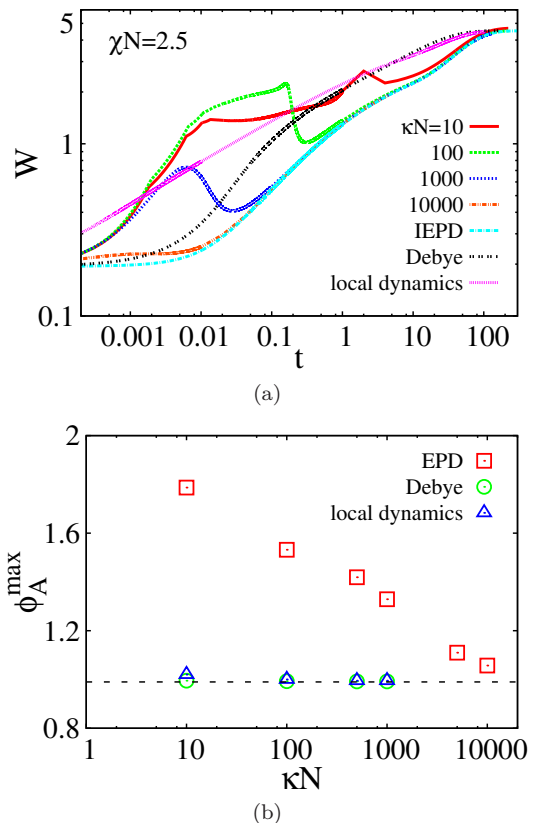 χN=2.5
W
5
1
0.1
κN=10
100
1000
10000
IEPD
Debye
local dynamics
0.001 0.01 0.1 1 10 100
t
(a)
ϕ_A^max
2
1.6
1.2
0.8
EPD
Debye
local dynamics
1 10 100 1000 10000
κN
(b)